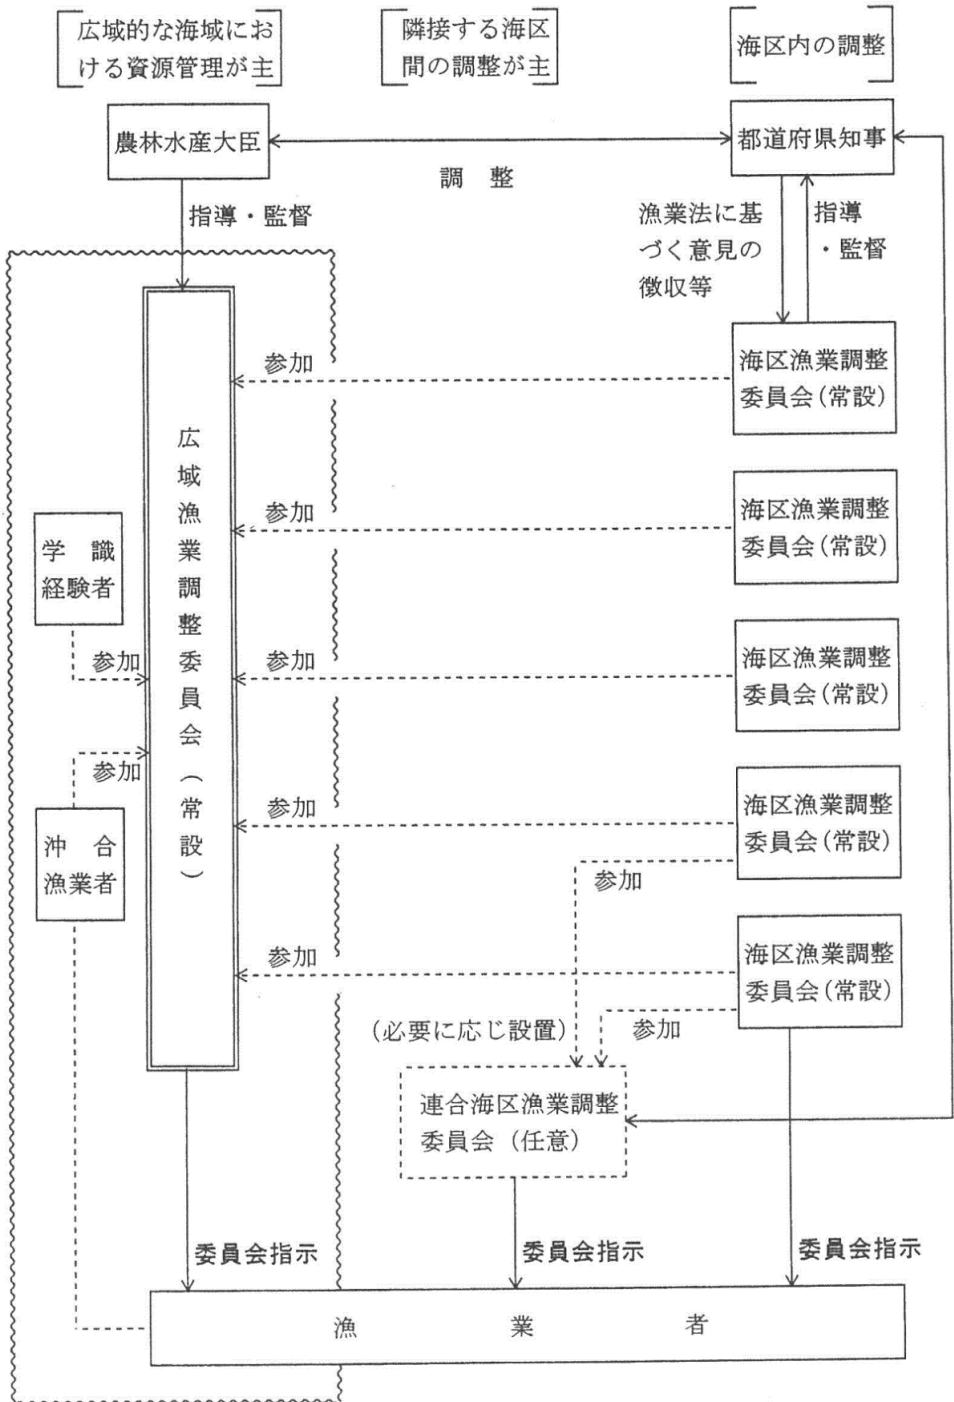 広域的な海域にお
ける資源管理が主
隣接する海区
間の調整が主
海区内の調整
農林水産大臣
都道府県知事
調 整
指導・監督
漁業法に基
づく意見の
徴収等
指導
・監督
広域漁業調整委員会(常設)
参加
海区漁業調整
委員会(常設)
参加
海区漁業調整
委員会(常設)
学 識
経験者
参加
参加
海区漁業調整
委員会(常設)
参加
沖 合
漁業者
参加
海区漁業調整
委員会(常設)
参加
参加
海区漁業調整
委員会(常設)
(必要に応じ設置)
参加
連合海区漁業調整
委員会(任意)
委員会指示
委員会指示
委員会指示
漁 業 者